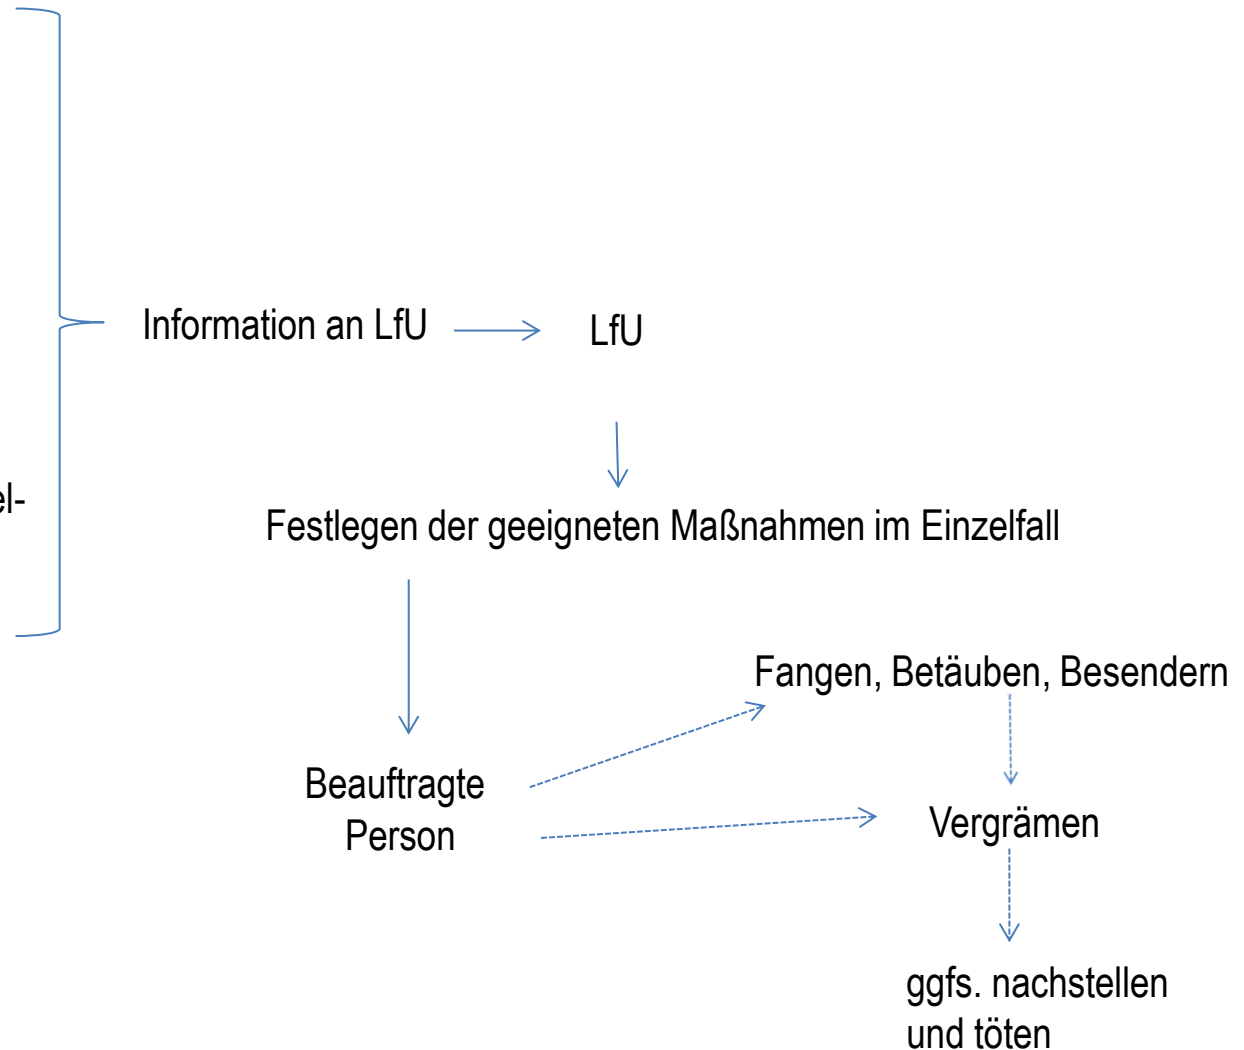 Information an LfU
LfU
el-
Festlegen der geeigneten Maßnahmen im Einzelfall
Fangen, Betäuben, Besendern
Beauftragte
Person
Vergrämen
ggfs. nachstellen
und töten